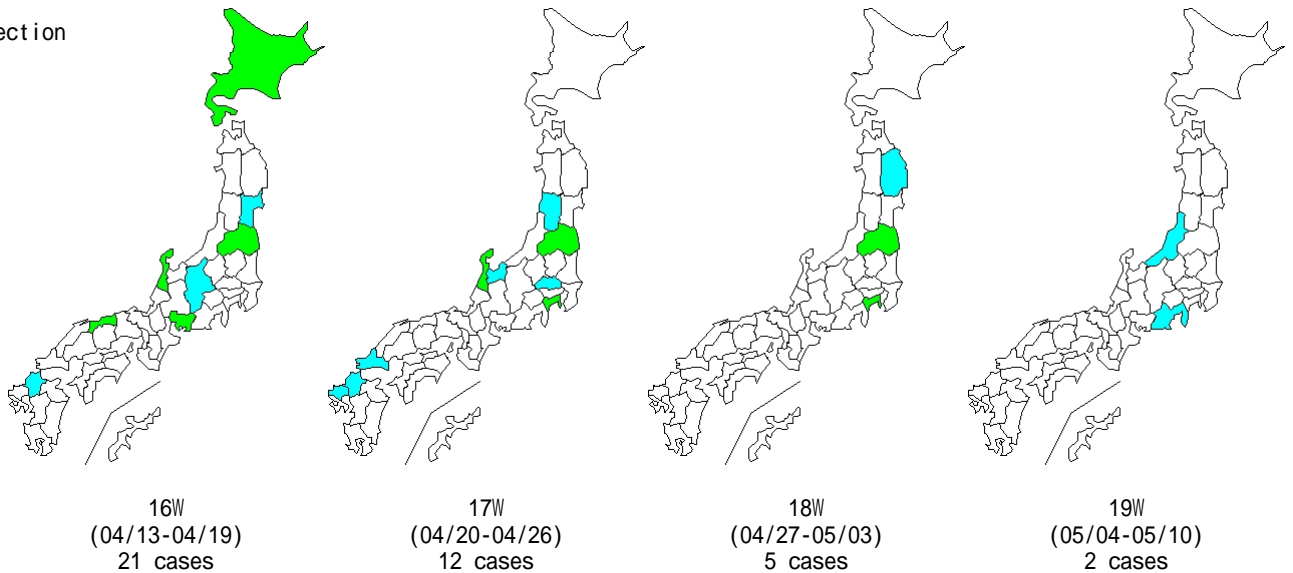 ection
16W
(04/13-04/19)
21 cases
17W
(04/20-04/26)
12 cases
18W
(04/27-05/03)
5 cases
19W
(05/04-05/10)
2 cases